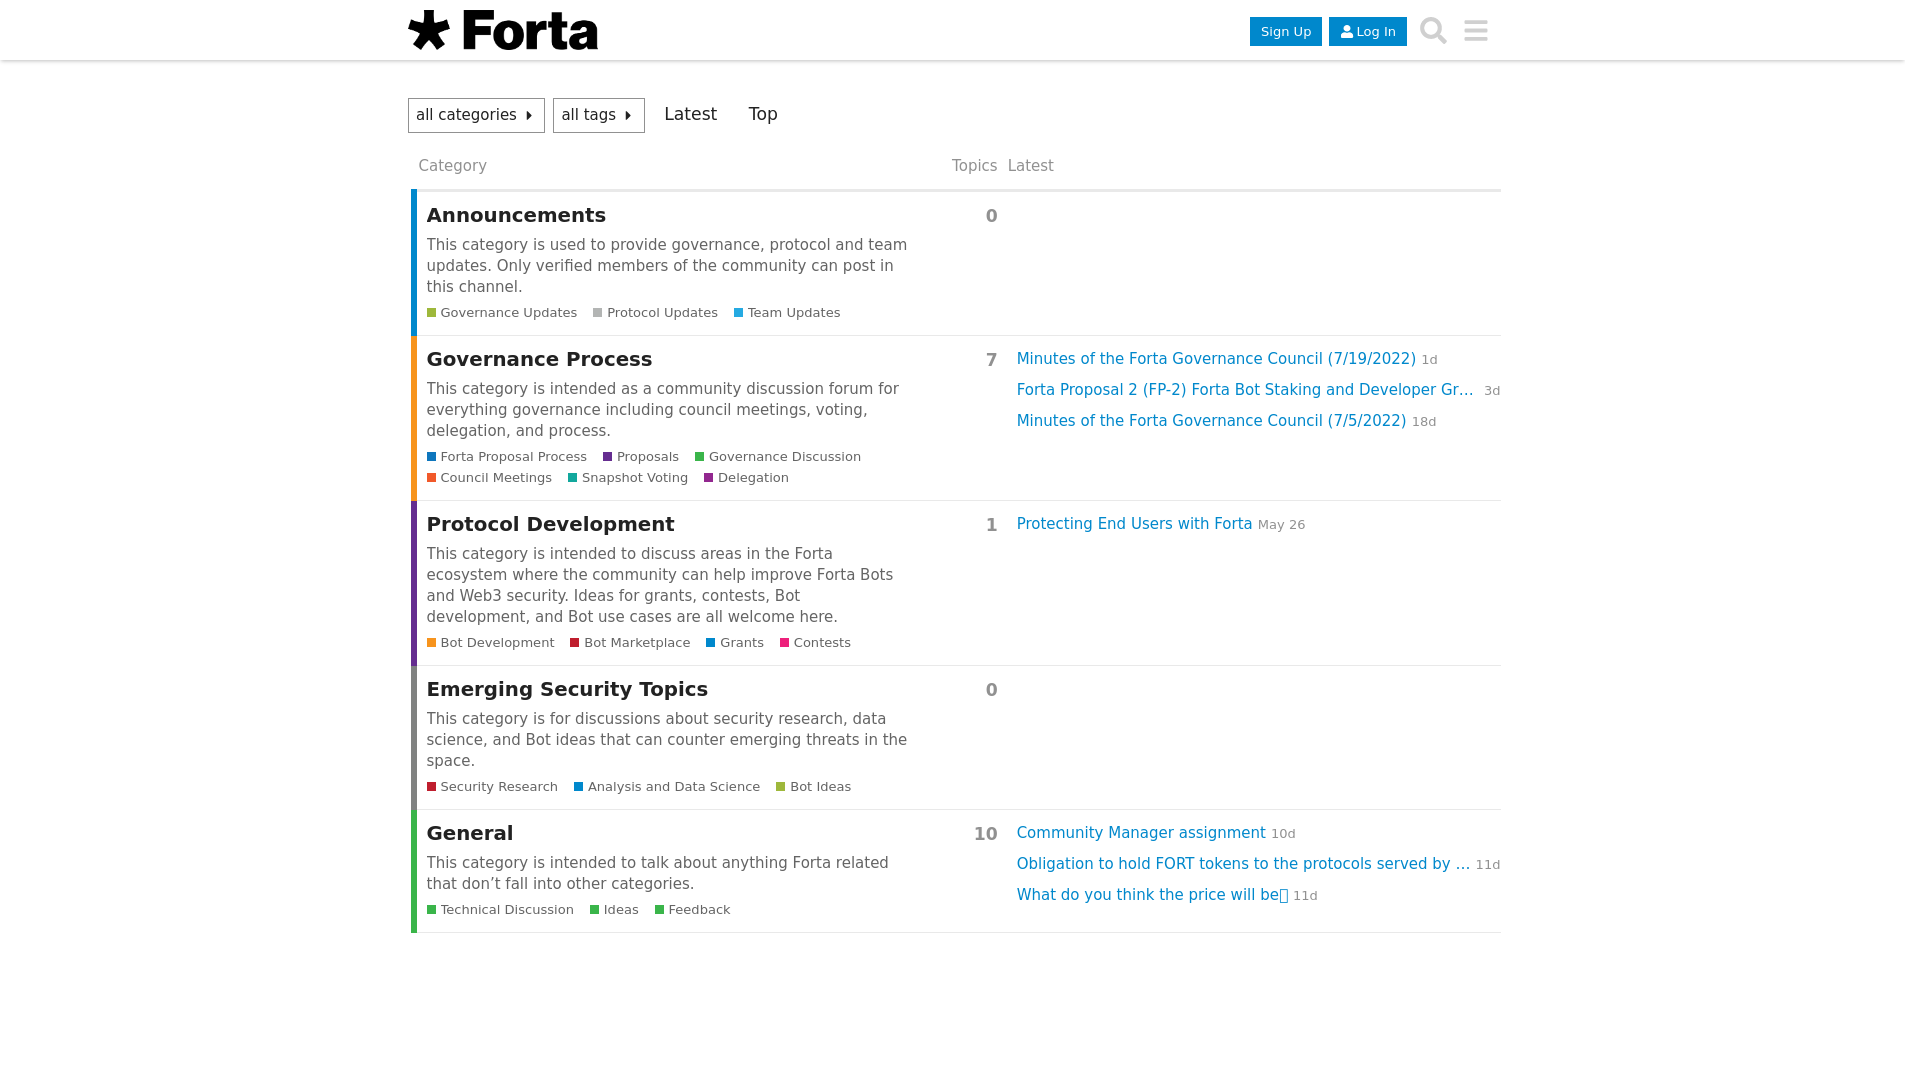 Forta
Sign Up
Log In
all categories
all tags
Latest
Top
Category
Topics
Latest
Announcements
0
This category is used to provide governance, protocol and team
updates. Only verified members of the community can post in
this channel.
Governance Updates Protocol Updates Team Updates
Governance Process
7
Minutes of the Forta Governance Council (7/19/2022) 1d
Forta Proposal 2 (FP-2) Forta Bot Staking and Developer Gr… 3d
Minutes of the Forta Governance Council (7/5/2022) 18d
This category is intended as a community discussion forum for
everything governance including council meetings, voting,
delegation, and process.
Forta Proposal Process Proposals Governance Discussion
Council Meetings Snapshot Voting Delegation
Protocol Development
1
Protecting End Users with Forta May 26
This category is intended to discuss areas in the Forta
ecosystem where the community can help improve Forta Bots
and Web3 security. Ideas for grants, contests, Bot
development, and Bot use cases are all welcome here.
Bot Development Bot Marketplace Grants Contests
Emerging Security Topics
0
This category is for discussions about security research, data
science, and Bot ideas that can counter emerging threats in the
space.
Security Research Analysis and Data Science Bot Ideas
General
10
Community Manager assignment 10d
Obligation to hold FORT tokens to the protocols served by … 11d
What do you think the price will be 11d
This category is intended to talk about anything Forta related
that don’t fall into other categories.
Technical Discussion Ideas Feedback